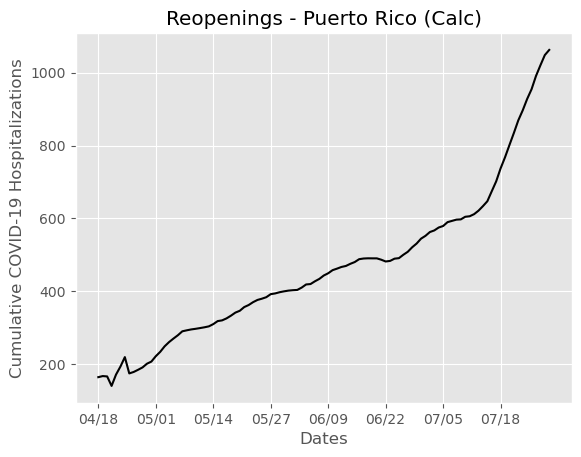 Reopenings - Puerto Rico (Calc)
Cumulative COVID-19 Hospitalizations
1000
800
600
400
200
04/18 05/01 05/14 05/27 06/09 06/22 07/05 07/18
Dates